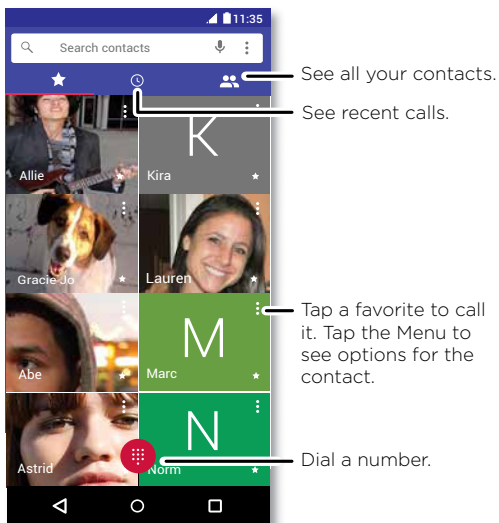 11:35
Search contacts
See all your contacts.
See recent calls.
K
Allie
Kira
Gracie Jo
Lauren
Tap a favorite to call
it. Tap the Menu to
see options for the
contact.
M
Abe
Marc
N
Astrid
Norm
Dial a number.